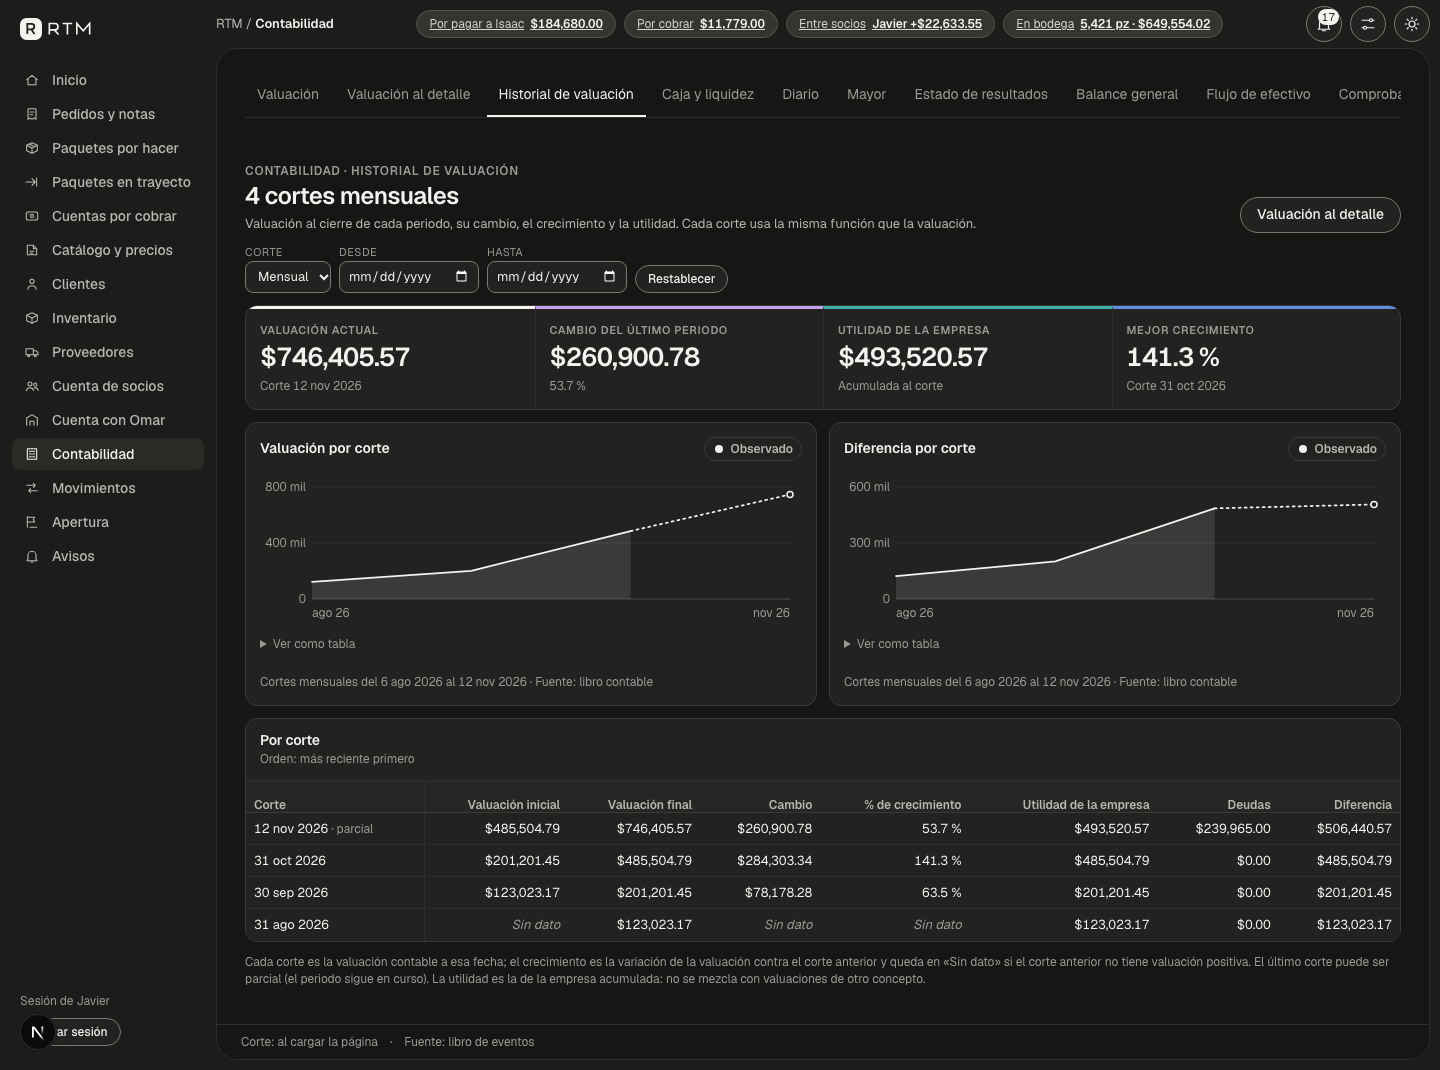 R RTM
RTM / Contabilidad
Por pagar a Isaac $184,680.00
Por cobrar $11,779.00
Entre socios Javier +$22,633.55
En bodega 5,421 pz · $649,554.02
17
Inicio
Pedidos y notas
Paquetes por hacer
Paquetes en trayecto
Cuentas por cobrar
Catálogo y precios
Clientes
Inventario
Proveedores
Cuenta de socios
Cuenta con Omar
Contabilidad
Movimientos
Apertura
Avisos
Sesión de Javier
N ar sesión
Valuación Valuación al detalle Historial de valuación Caja y liquidez Diario Mayor Estado de resultados Balance general Flujo de efectivo Comproba
CONTABILIDAD · HISTORIAL DE VALUACIÓN
4 cortes mensuales
Valuación al cierre de cada periodo, su cambio, el crecimiento y la utilidad. Cada corte usa la misma función que la valuación.
Valuación al detalle
CORTE DESDE HASTA
Mensual mm/dd/yyyy mm/dd/yyyy Restablecer
VALUACIÓN ACTUAL
$746,405.57
Corte 12 nov 2026
CAMBIO DEL ÚLTIMO PERIODO
$260,900.78
53.7 %
UTILIDAD DE LA EMPRESA
$493,520.57
Acumulada al corte
MEJOR CRECIMIENTO
141.3 %
Corte 31 oct 2026
Valuación por corte
Observado
800 mil
400 mil
0
ago 26 nov 26
Ver como tabla
Cortes mensuales del 6 ago 2026 al 12 nov 2026 · Fuente: libro contable
Diferencia por corte
Observado
600 mil
300 mil
0
ago 26 nov 26
Ver como tabla
Cortes mensuales del 6 ago 2026 al 12 nov 2026 · Fuente: libro contable
Por corte
Orden: más reciente primero
Corte Valuación inicial Valuación final Cambio % de crecimiento Utilidad de la empresa Deudas Diferencia
12 nov 2026 · parcial $485,504.79 $746,405.57 $260,900.78 53.7 % $493,520.57 $239,965.00 $506,440.57
31 oct 2026 $201,201.45 $485,504.79 $284,303.34 141.3 % $485,504.79 $0.00 $485,504.79
30 sep 2026 $123,023.17 $201,201.45 $78,178.28 63.5 % $201,201.45 $0.00 $201,201.45
31 ago 2026 Sin dato $123,023.17 Sin dato Sin dato $123,023.17 $0.00 $123,023.17
Cada corte es la valuación contable a esa fecha; el crecimiento es la variación de la valuación contra el corte anterior y queda en «Sin dato» si el corte anterior no tiene valuación positiva. El último corte puede ser
parcial (el periodo sigue en curso). La utilidad es la de la empresa acumulada: no se mezcla con valuaciones de otro concepto.
Corte: al cargar la página · Fuente: libro de eventos